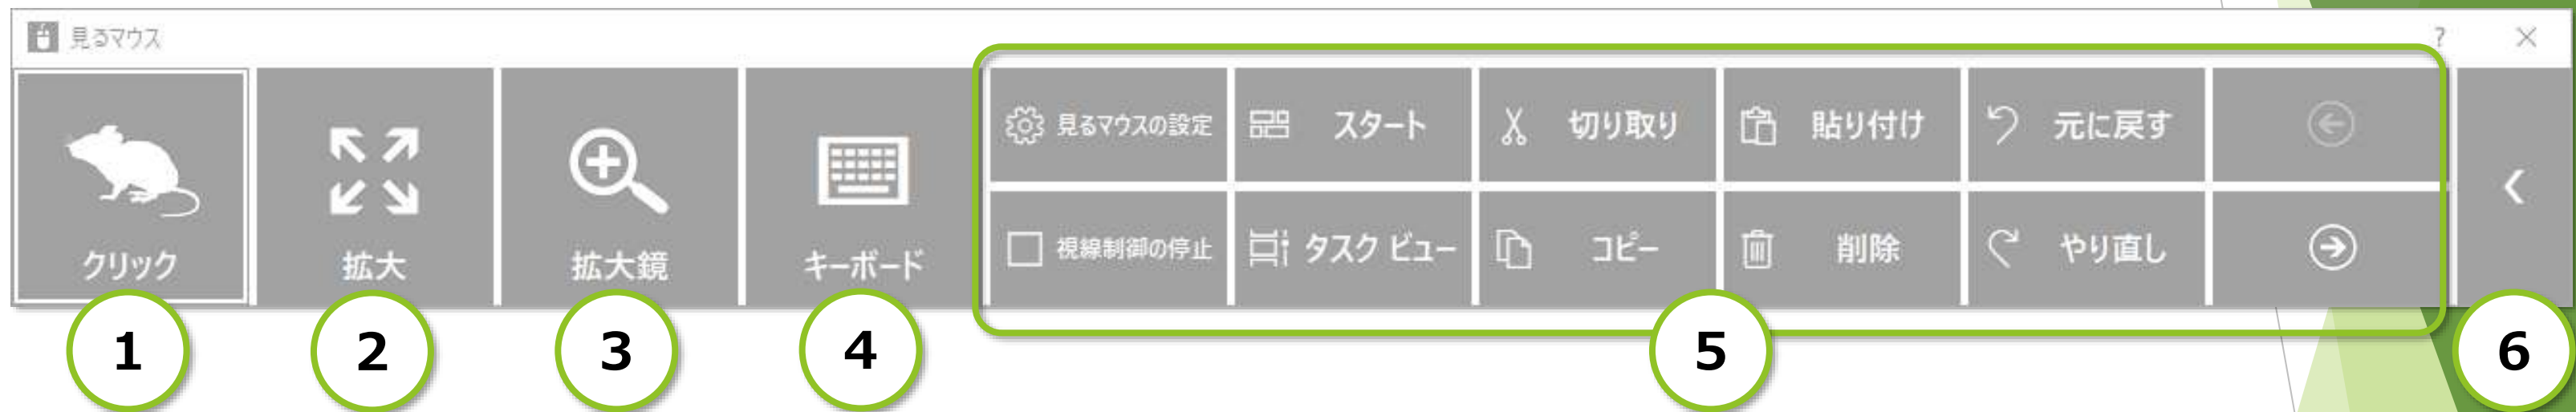 見るマウス ?
クリック
拡大
拡大鏡
キーボード
見るマウスの設定
スタート
切り取り
貼り付け
元に戻す
視線制御の停止
タスク ビュー
コピー
削除
やり直し
1
2
3
4
5
6